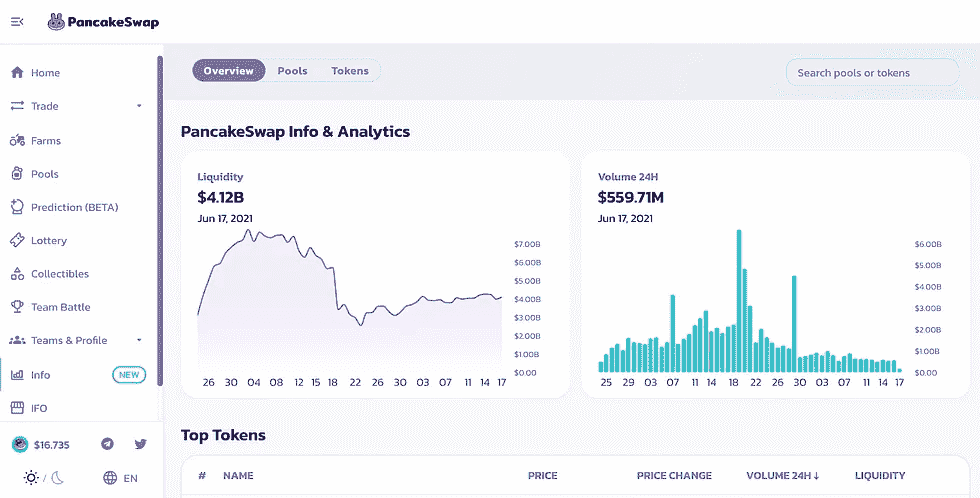 PancakeSwap
Home
Trade
Farms
Pools
Prediction (BETA)
Lottery
Collectibles
Team Battle
Teams & Profile
Info NEW
IFO
$16.735
/
EN
Overview Pools Tokens
Search pools or tokens
PancakeSwap Info & Analytics
Liquidity
$4.12B
Jun 17, 2021
$7.00B
$6.00B
$5.00B
$4.00B
$3.00B
$2.00B
$1.00B
$0.00
26 30 04 08 12 15 18 22 26 30 03 07 11 14 17
Volume 24H
$559.71M
Jun 17, 2021
$6.00B
$5.00B
$4.00B
$3.00B
$2.00B
$1.00B
$0.00
25 29 03 07 11 14 18 22 26 30 03 07 11 14 17
Top Tokens
# NAME PRICE PRICE CHANGE VOLUME 24H ↓ LIQUIDITY